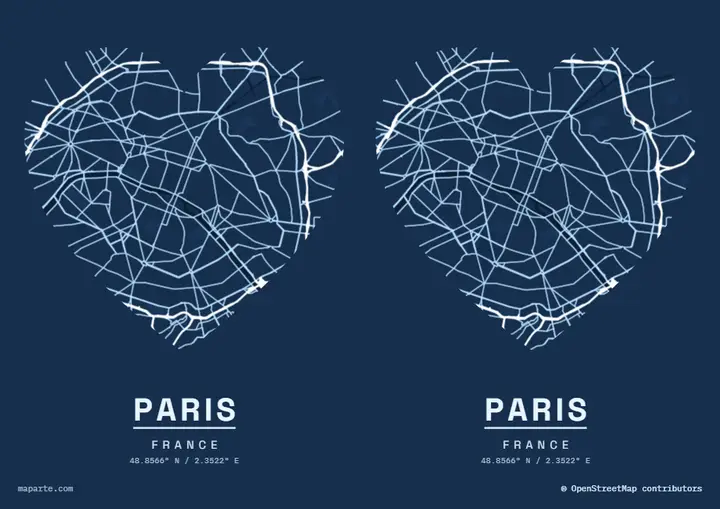 PARIS
FRANCE
48.8566° N / 2.3522° E
PARIS
FRANCE
48.8566° N / 2.3522° E
maparte.com
© OpenStreetMap contributors